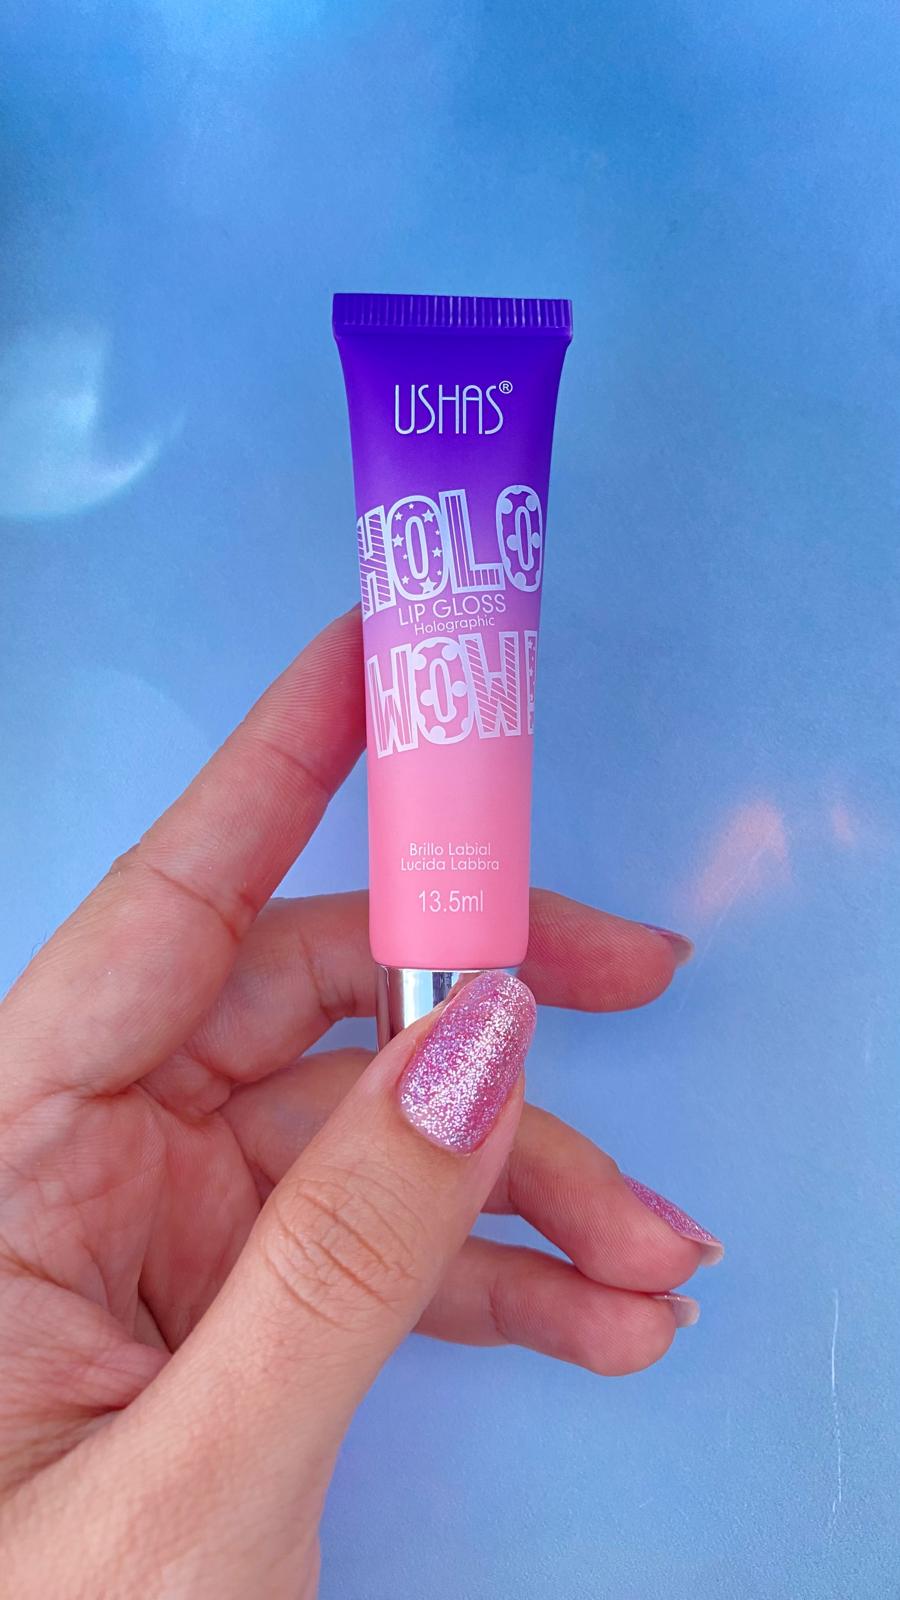 USHAS®
HOLO
LIP GLOSS
Holographic
WOW!
Brillo Labial
Lucida Labbra
13.5ml